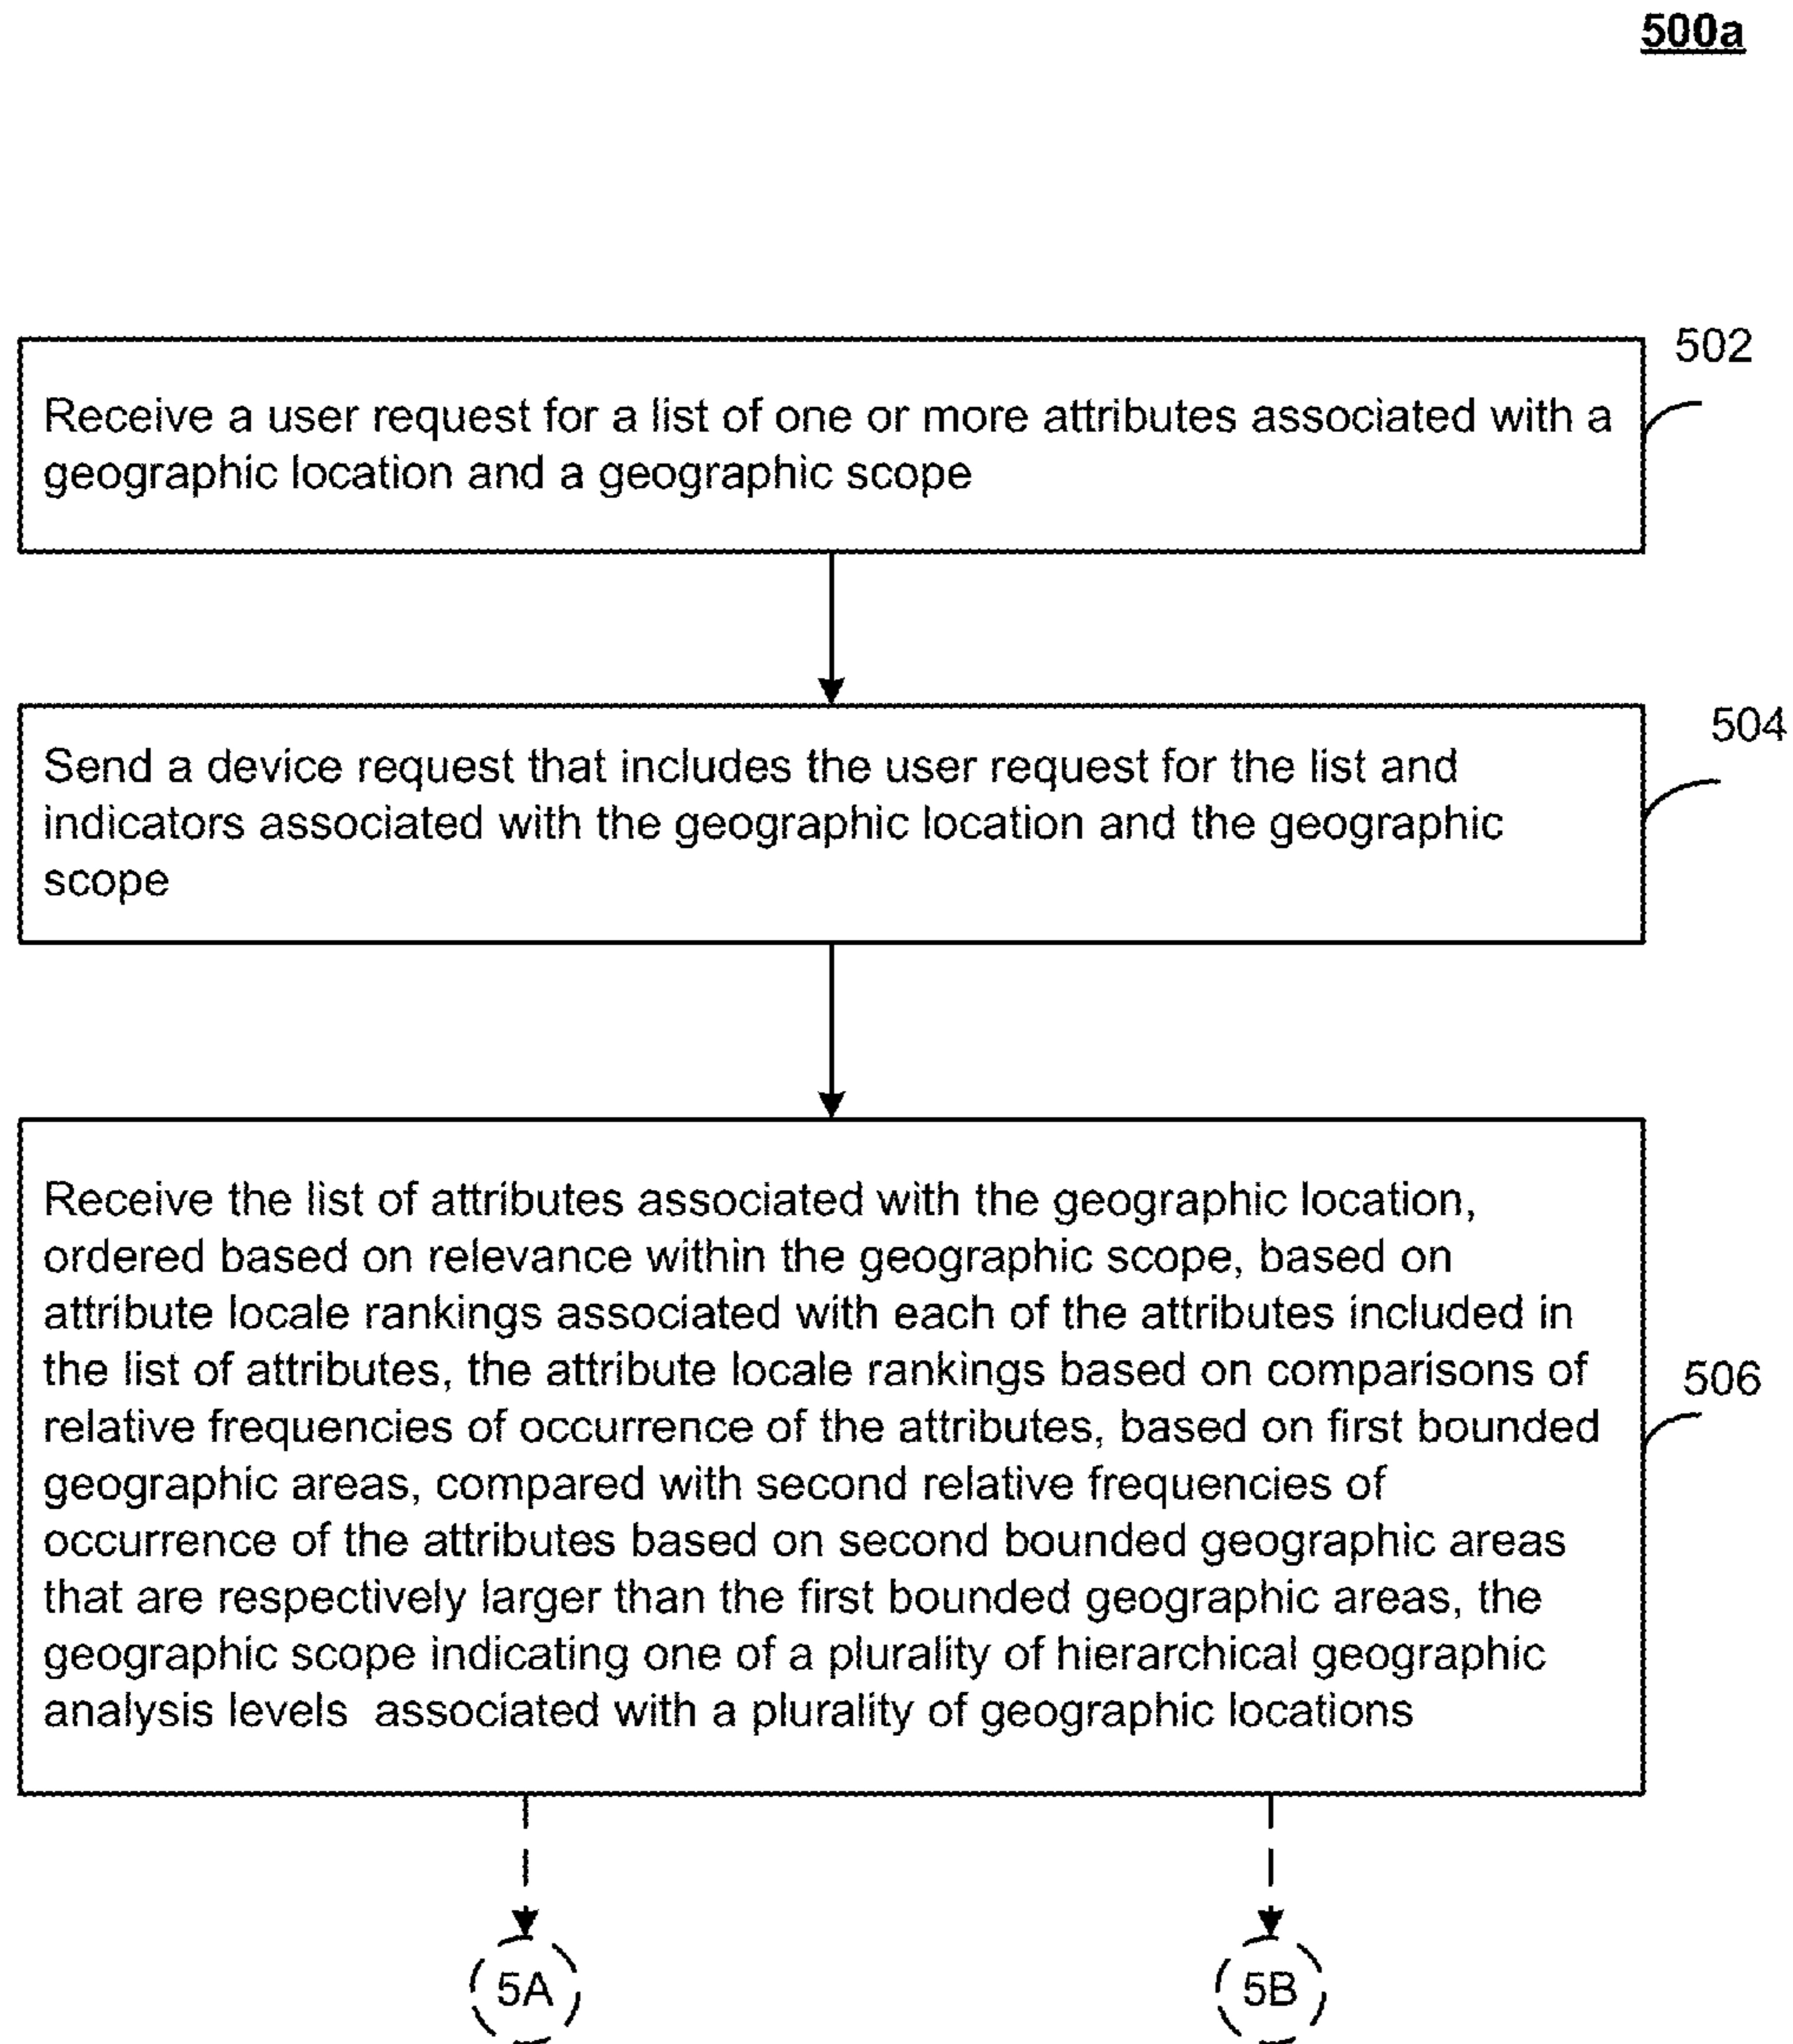 500a
502
Receive a user request for a list of one or more attributes associated with a
geographic location and a geographic scope
504
Send a device request that includes the user request for the list and
indicators associated with the geographic location and the geographic
scope
Receive the list of attributes associated with the geographic location,
ordered based on relevance within the geographic scope, based on
attribute locale rankings associated with each of the attributes included in
the list of attributes, the attribute locale rankings based on comparisons of
506
relative frequencies of occurrence of the attributes, based on first bounded
geographic areas, compared with second relative frequencies of
occurrence of the attributes based on second bounded geographic areas
that are respectively larger than the first bounded geographic areas, the
geographic scope indicating one of a plurality of hierarchical geographic
analysis levels  associated with a plurality of geographic locations
5A
5B